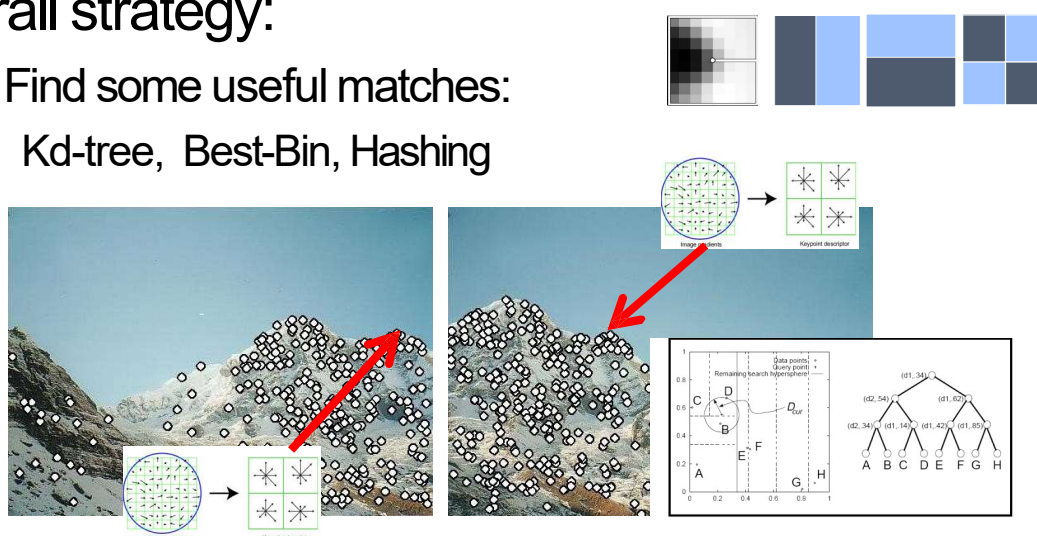 rall strategy:
Find some useful matches:
Kd-tree, Best-Bin, Hashing
Image gradients
Keypoint descriptor
Data points
Query point
Remaining search hypersphere
1
0.8
0.6
0.4
0.2
0
0 0.2 0.4 0.6 0.8 1
C D
B
A
E F
G H
D cur
(d1, 34)
(d2, 54) (d1, 62)
(d2, 34) (d1, 14) (d1, 42) (d1, 85)
A B C D E F G H